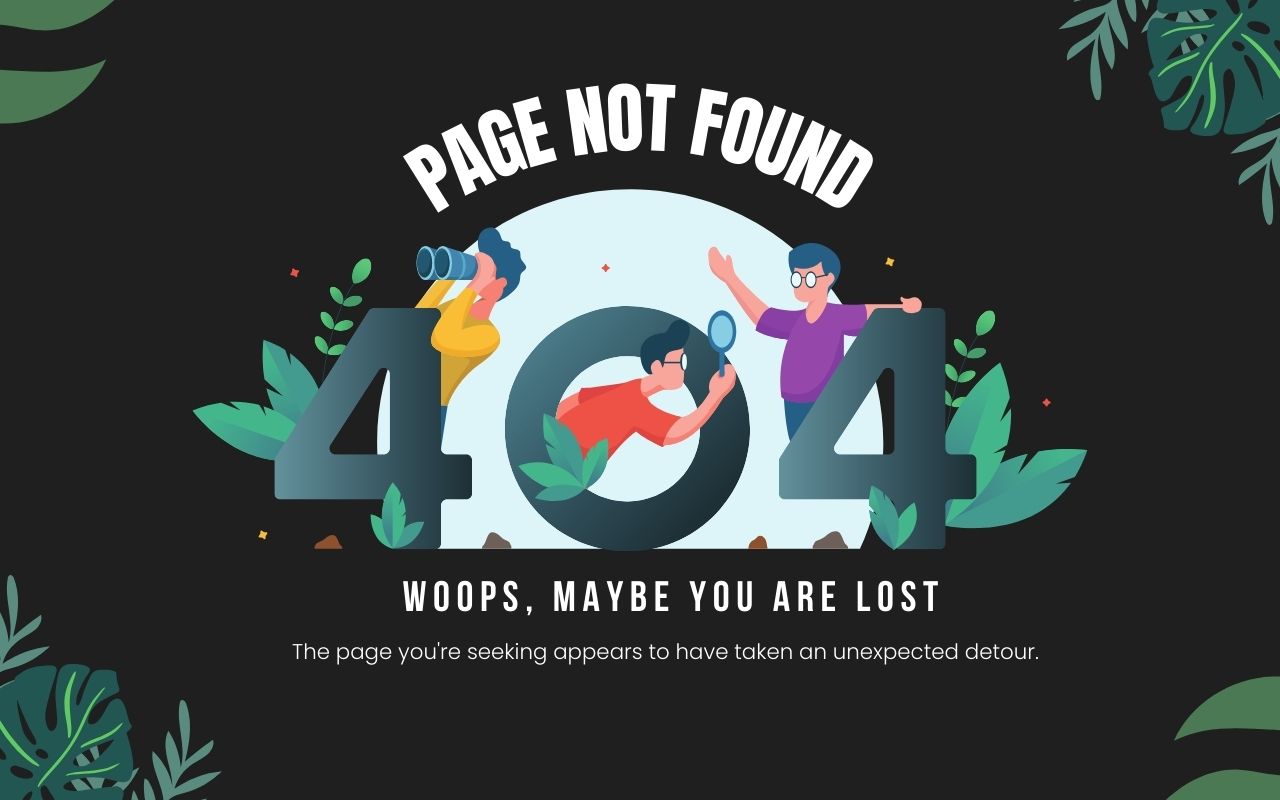 PAGE NOT FOUND
404
WOOPS, MAYBE YOU ARE LOST
The page you're seeking appears to have taken an unexpected detour.